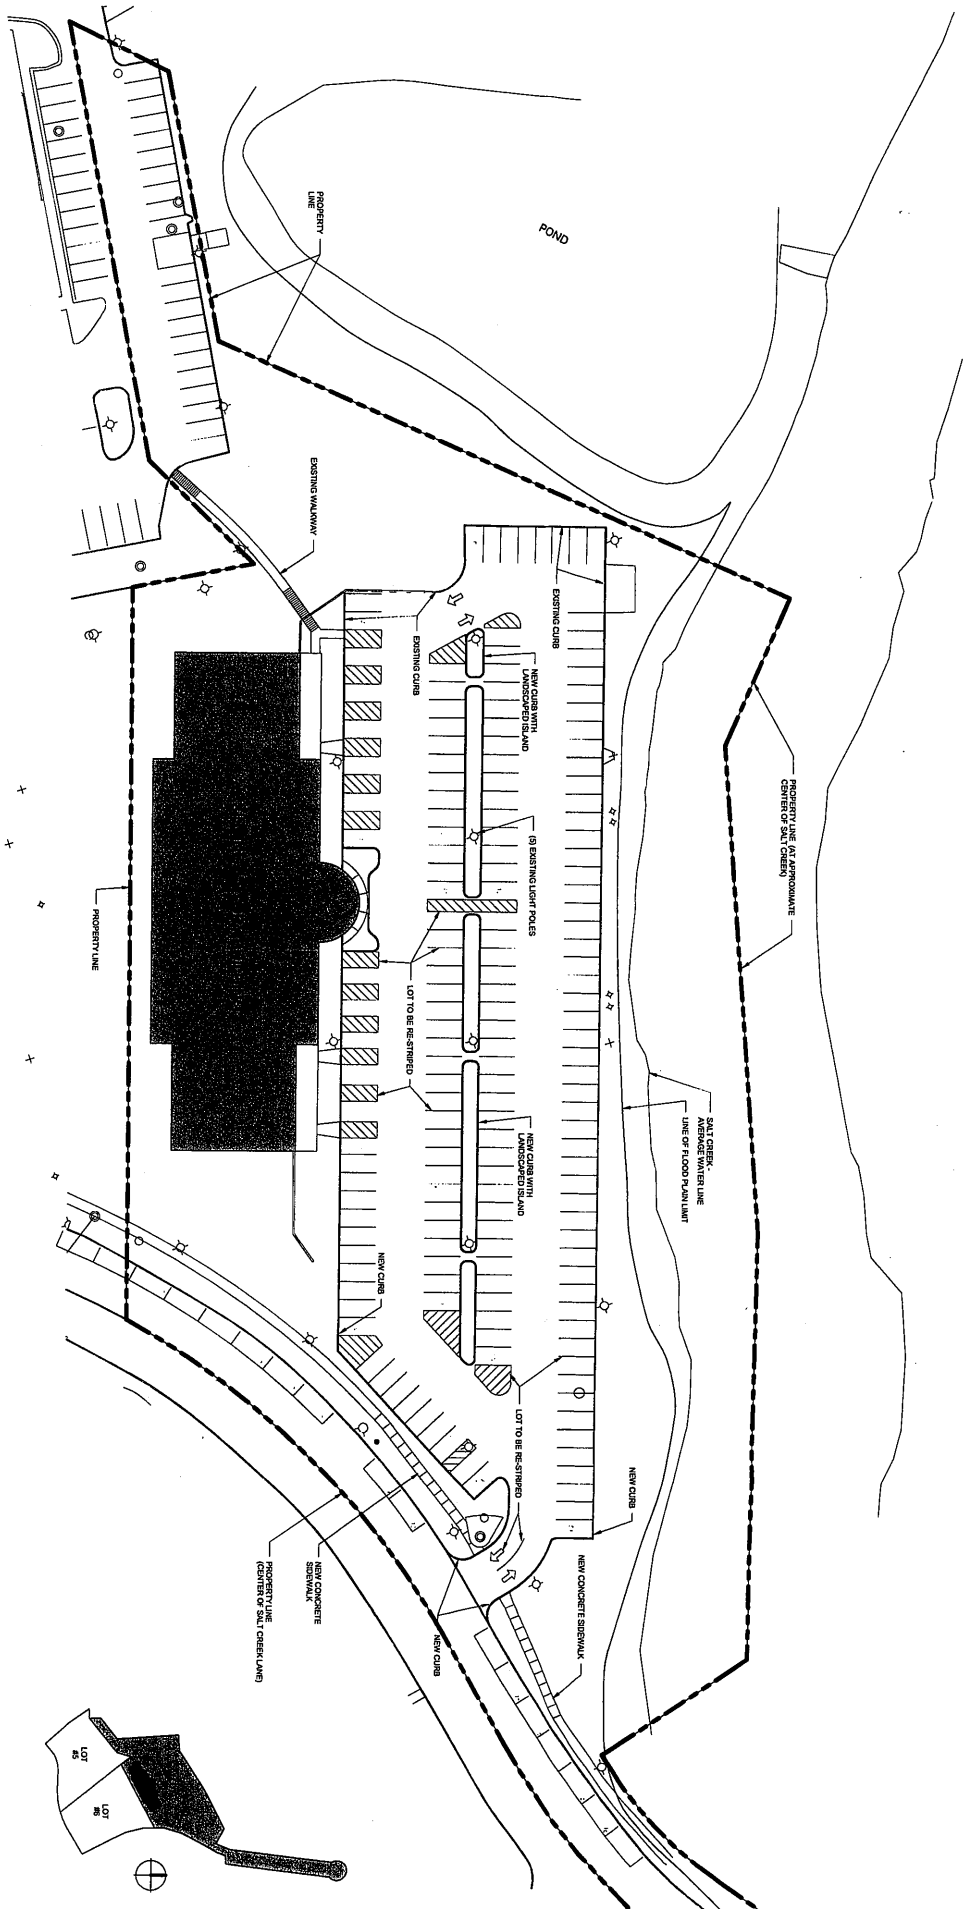 POND
PROPERTY
LINE
EXISTING WALKWAY
EXISTING CURB
EXISTING CURB
NEW CURB WITH
LANDSCAPED ISLAND
(5) EXISTING LIGHT POLES
PROPERTY LINE (AT APPROXIMATE
CENTER OF SALT CREEK)
PROPERTY LINE
LOT TO BE RE-STRIPED
SALT CREEK -
AVERAGE WATER LINE
LINE OF FLOOD PLAIN LIMIT
NEW CURB WITH
LANDSCAPED ISLAND
NEW CURB
LOT TO BE RE-STRIPED
NEW CURB
NEW CONCRETE
SIDEWALK
PROPERTY LINE
(CENTER OF SALT CREEK LANE)
NEW CURB
NEW CONCRETE SIDEWALK
LOT
#5
LOT
#6